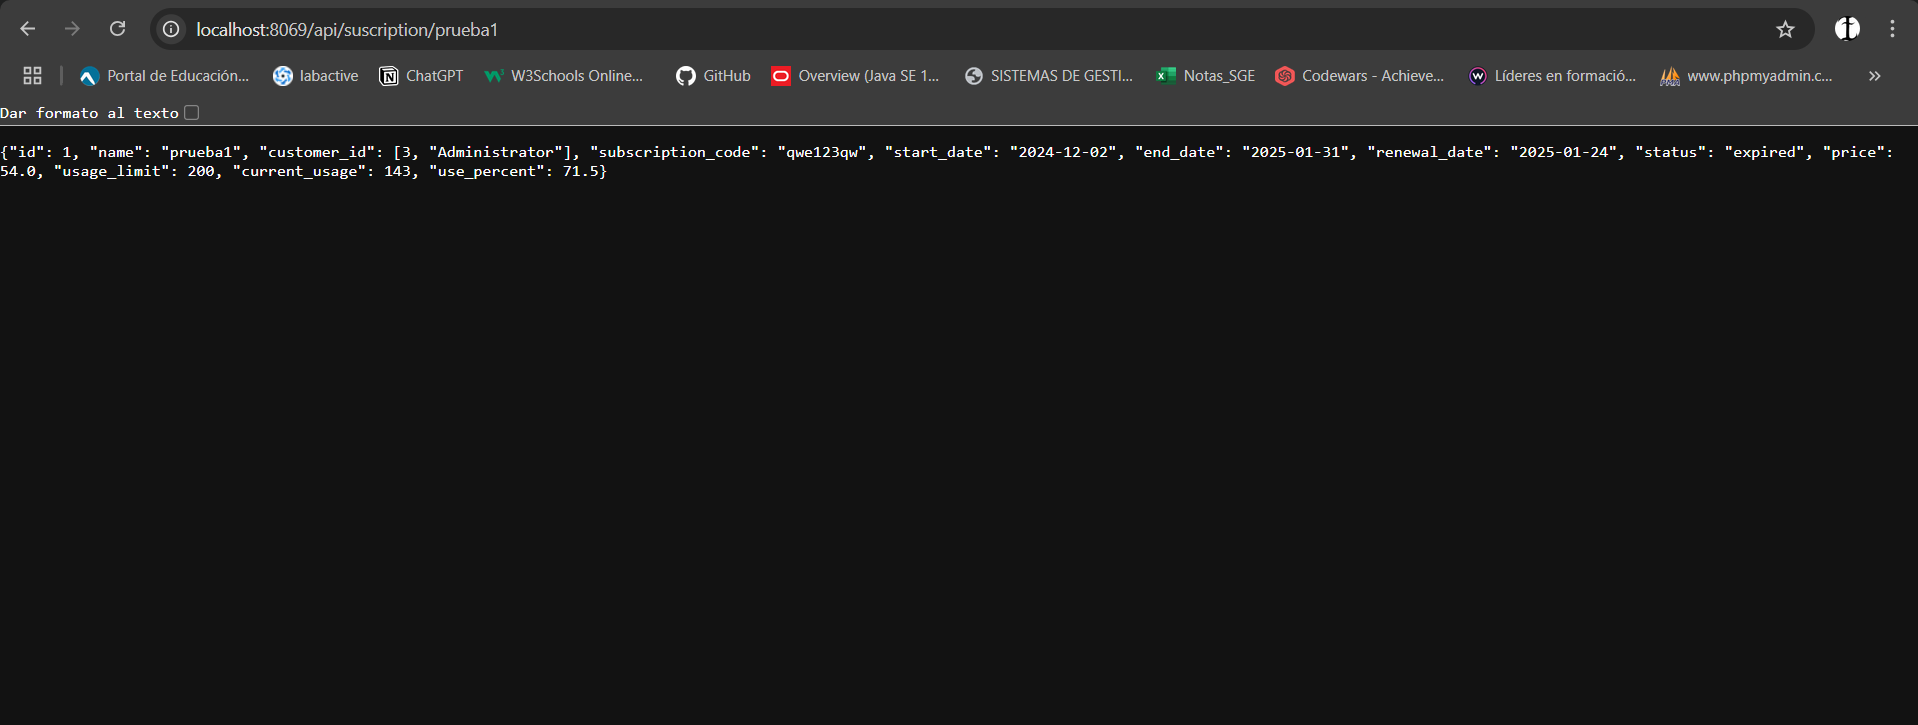 localhost:8069/api/suscription/prueba1
Portal de Educación... labactive ChatGPT W3Schools Online... GitHub Overview (Java SE 1... SISTEMAS DE GESTI... Notas_SGE Codewars - Achieve... Líderes en formació... www.phpmyadmin.c... »
Dar formato al texto
{"id": 1, "name": "prueba1", "customer_id": [3, "Administrator"], "subscription_code": "qwe123qw", "start_date": "2024-12-02", "end_date": "2025-01-31", "renewal_date": "2025-01-24", "status": "expired", "price":
54.0, "usage_limit": 200, "current_usage": 143, "use_percent": 71.5}